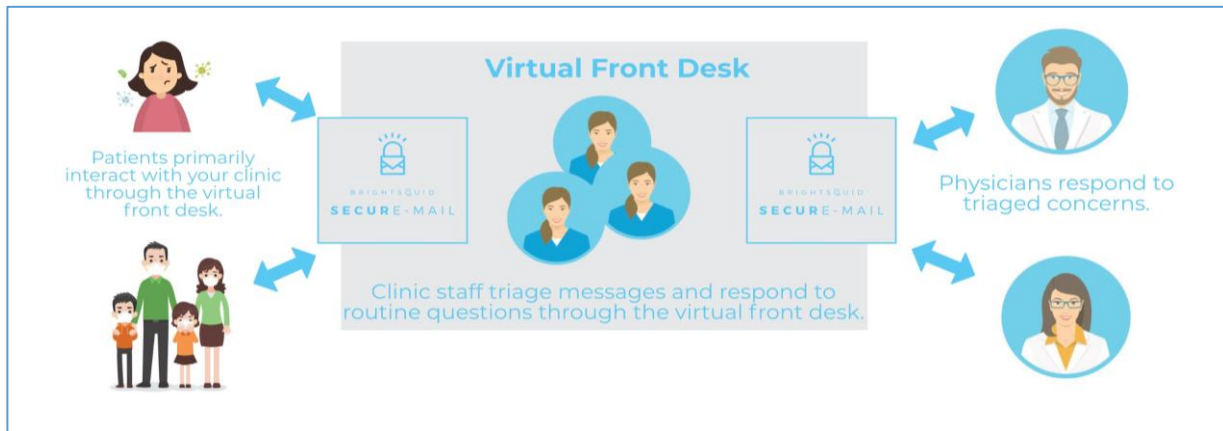 Virtual Front Desk
Patients primarily
interact with your clinic
through the virtual
front desk.
BRIGHTSQUID
SECURE-MAIL
Clinic staff triage messages and respond to
routine questions through the virtual front desk.
BRIGHTSQUID
SECURE-MAIL
Physicians respond to
triaged concerns.